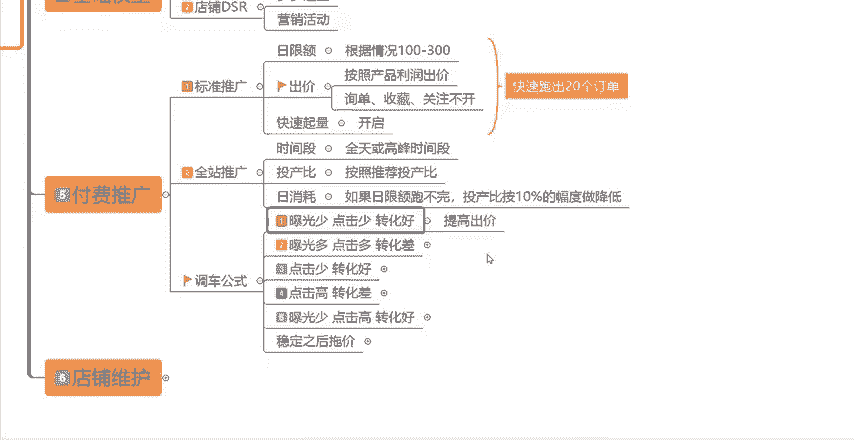 店铺DSR
营销活动
日限额 根据情况100-300
标准推广
出价
按照产品利润出价
询单、收藏、关注不开
快速起量 开启
快速跑出20个订单
付费推广
全站推广
时间段 全天或高峰时间段
投产比 按照推荐投产比
日消耗 如果日限额跑不完，投产比按10%的幅度做降低
调车公式
1 曝光少 点击少 转化好 提高出价
2 曝光多 点击多 转化差
3 点击少 转化好
4 点击高 转化差
5 曝光少 点击高 转化好
稳定之后拖价
店铺维护